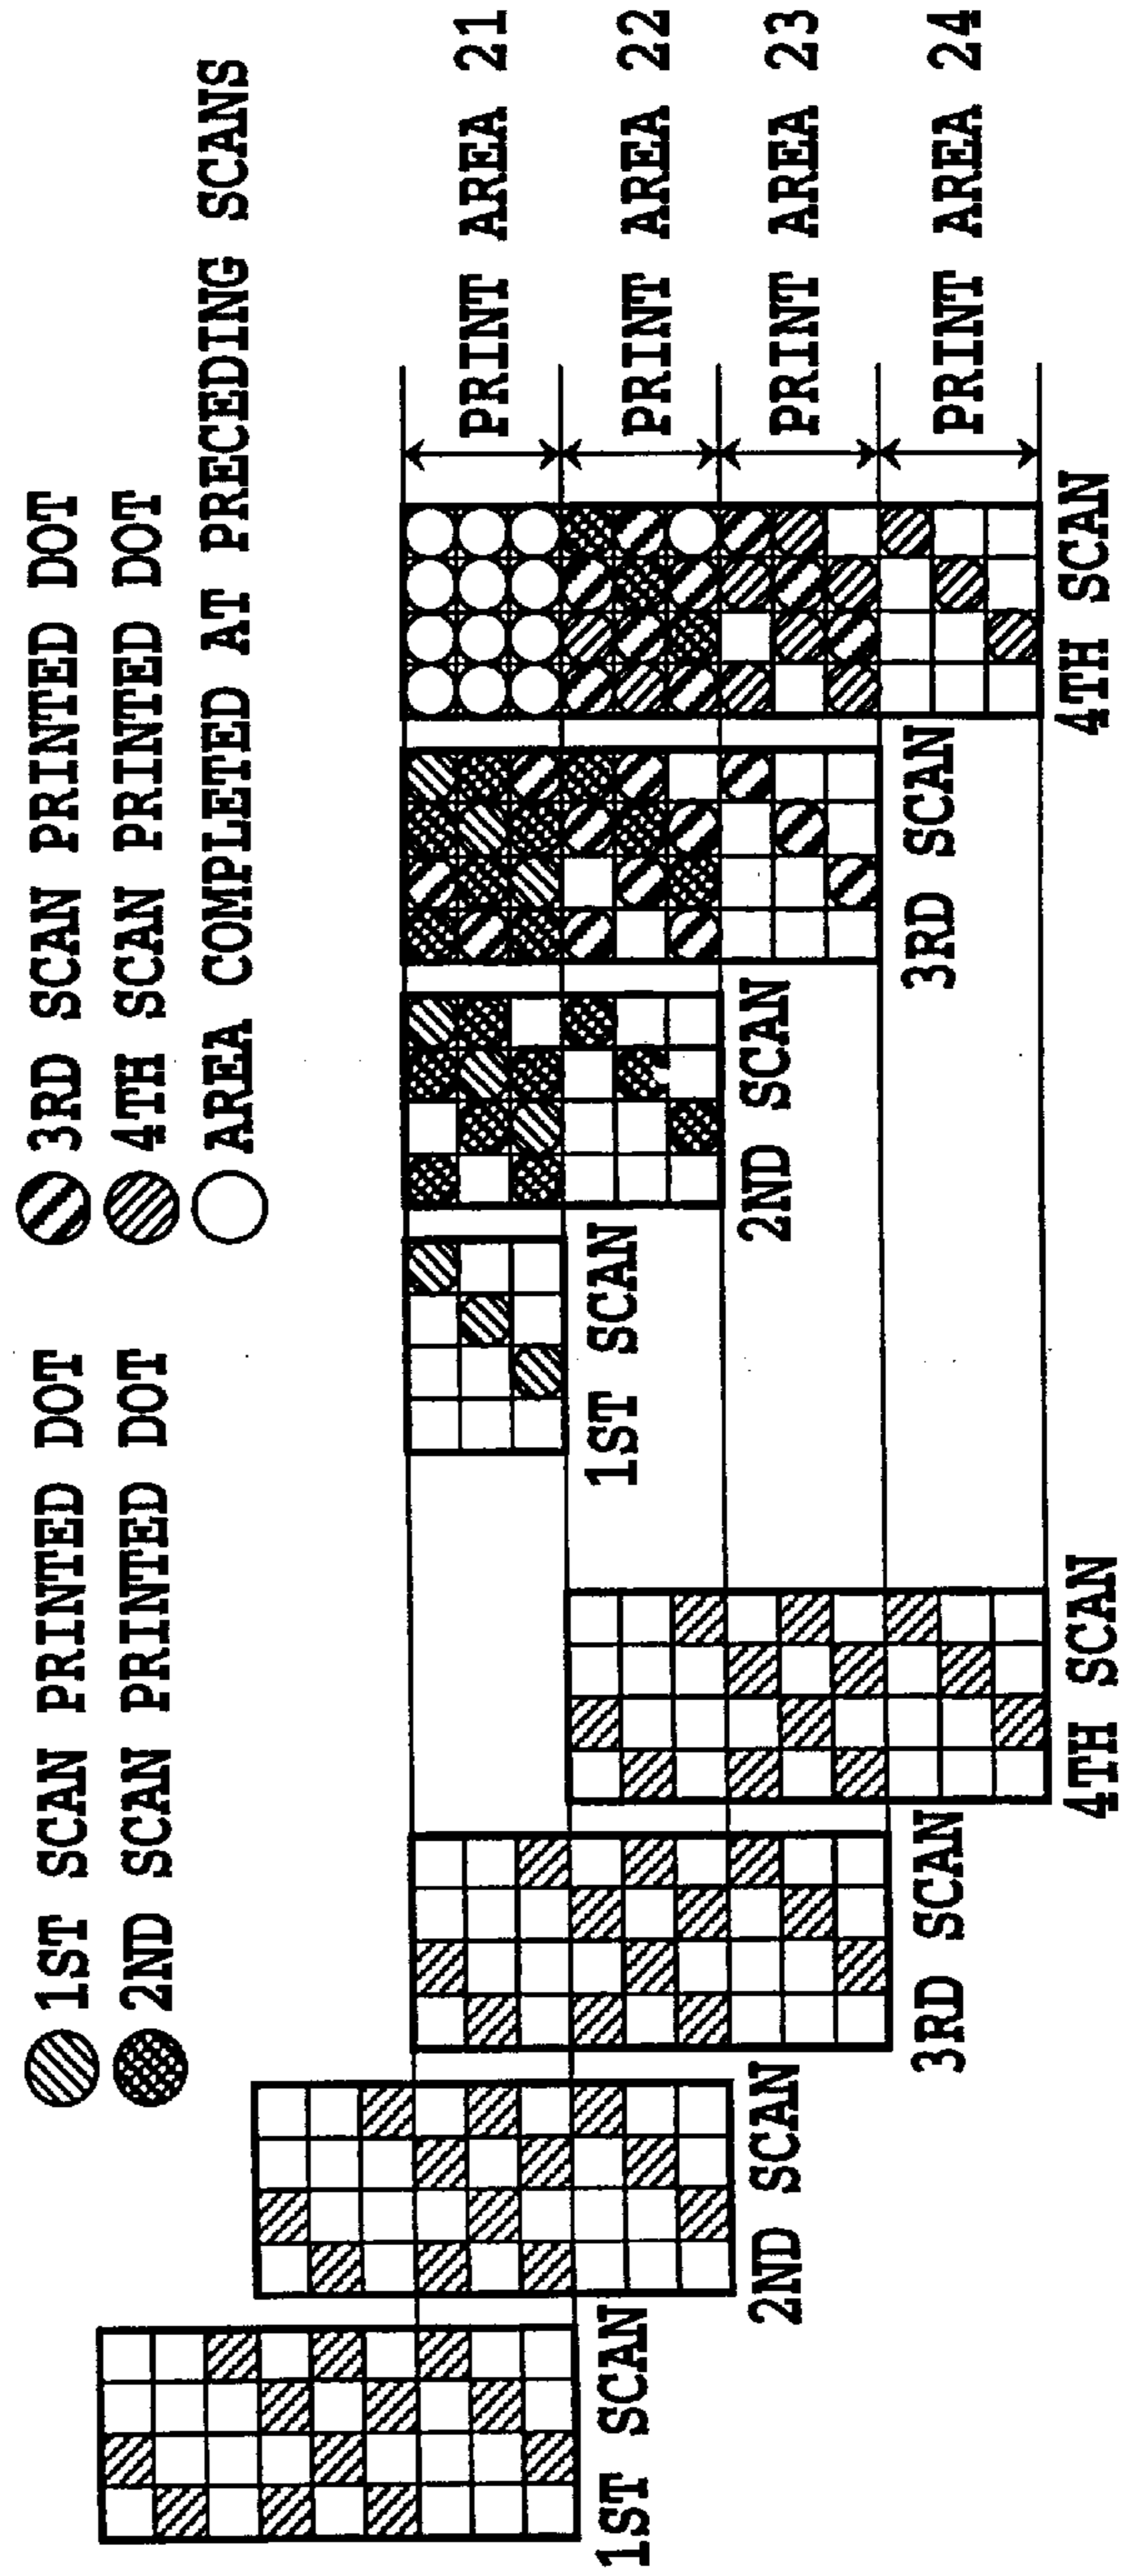 1ST SCAN PRINTED DOT
2ND SCAN PRINTED DOT
3RD SCAN PRINTED DOT
4TH SCAN PRINTED DOT
AREA COMPLETED AT PRECEDING SCANS
1ST SCAN
2ND SCAN
3RD SCAN
4TH SCAN
1ST SCAN
2ND SCAN
3RD SCAN
4TH SCAN
PRINT AREA 21
PRINT AREA 22
PRINT AREA 23
PRINT AREA 24